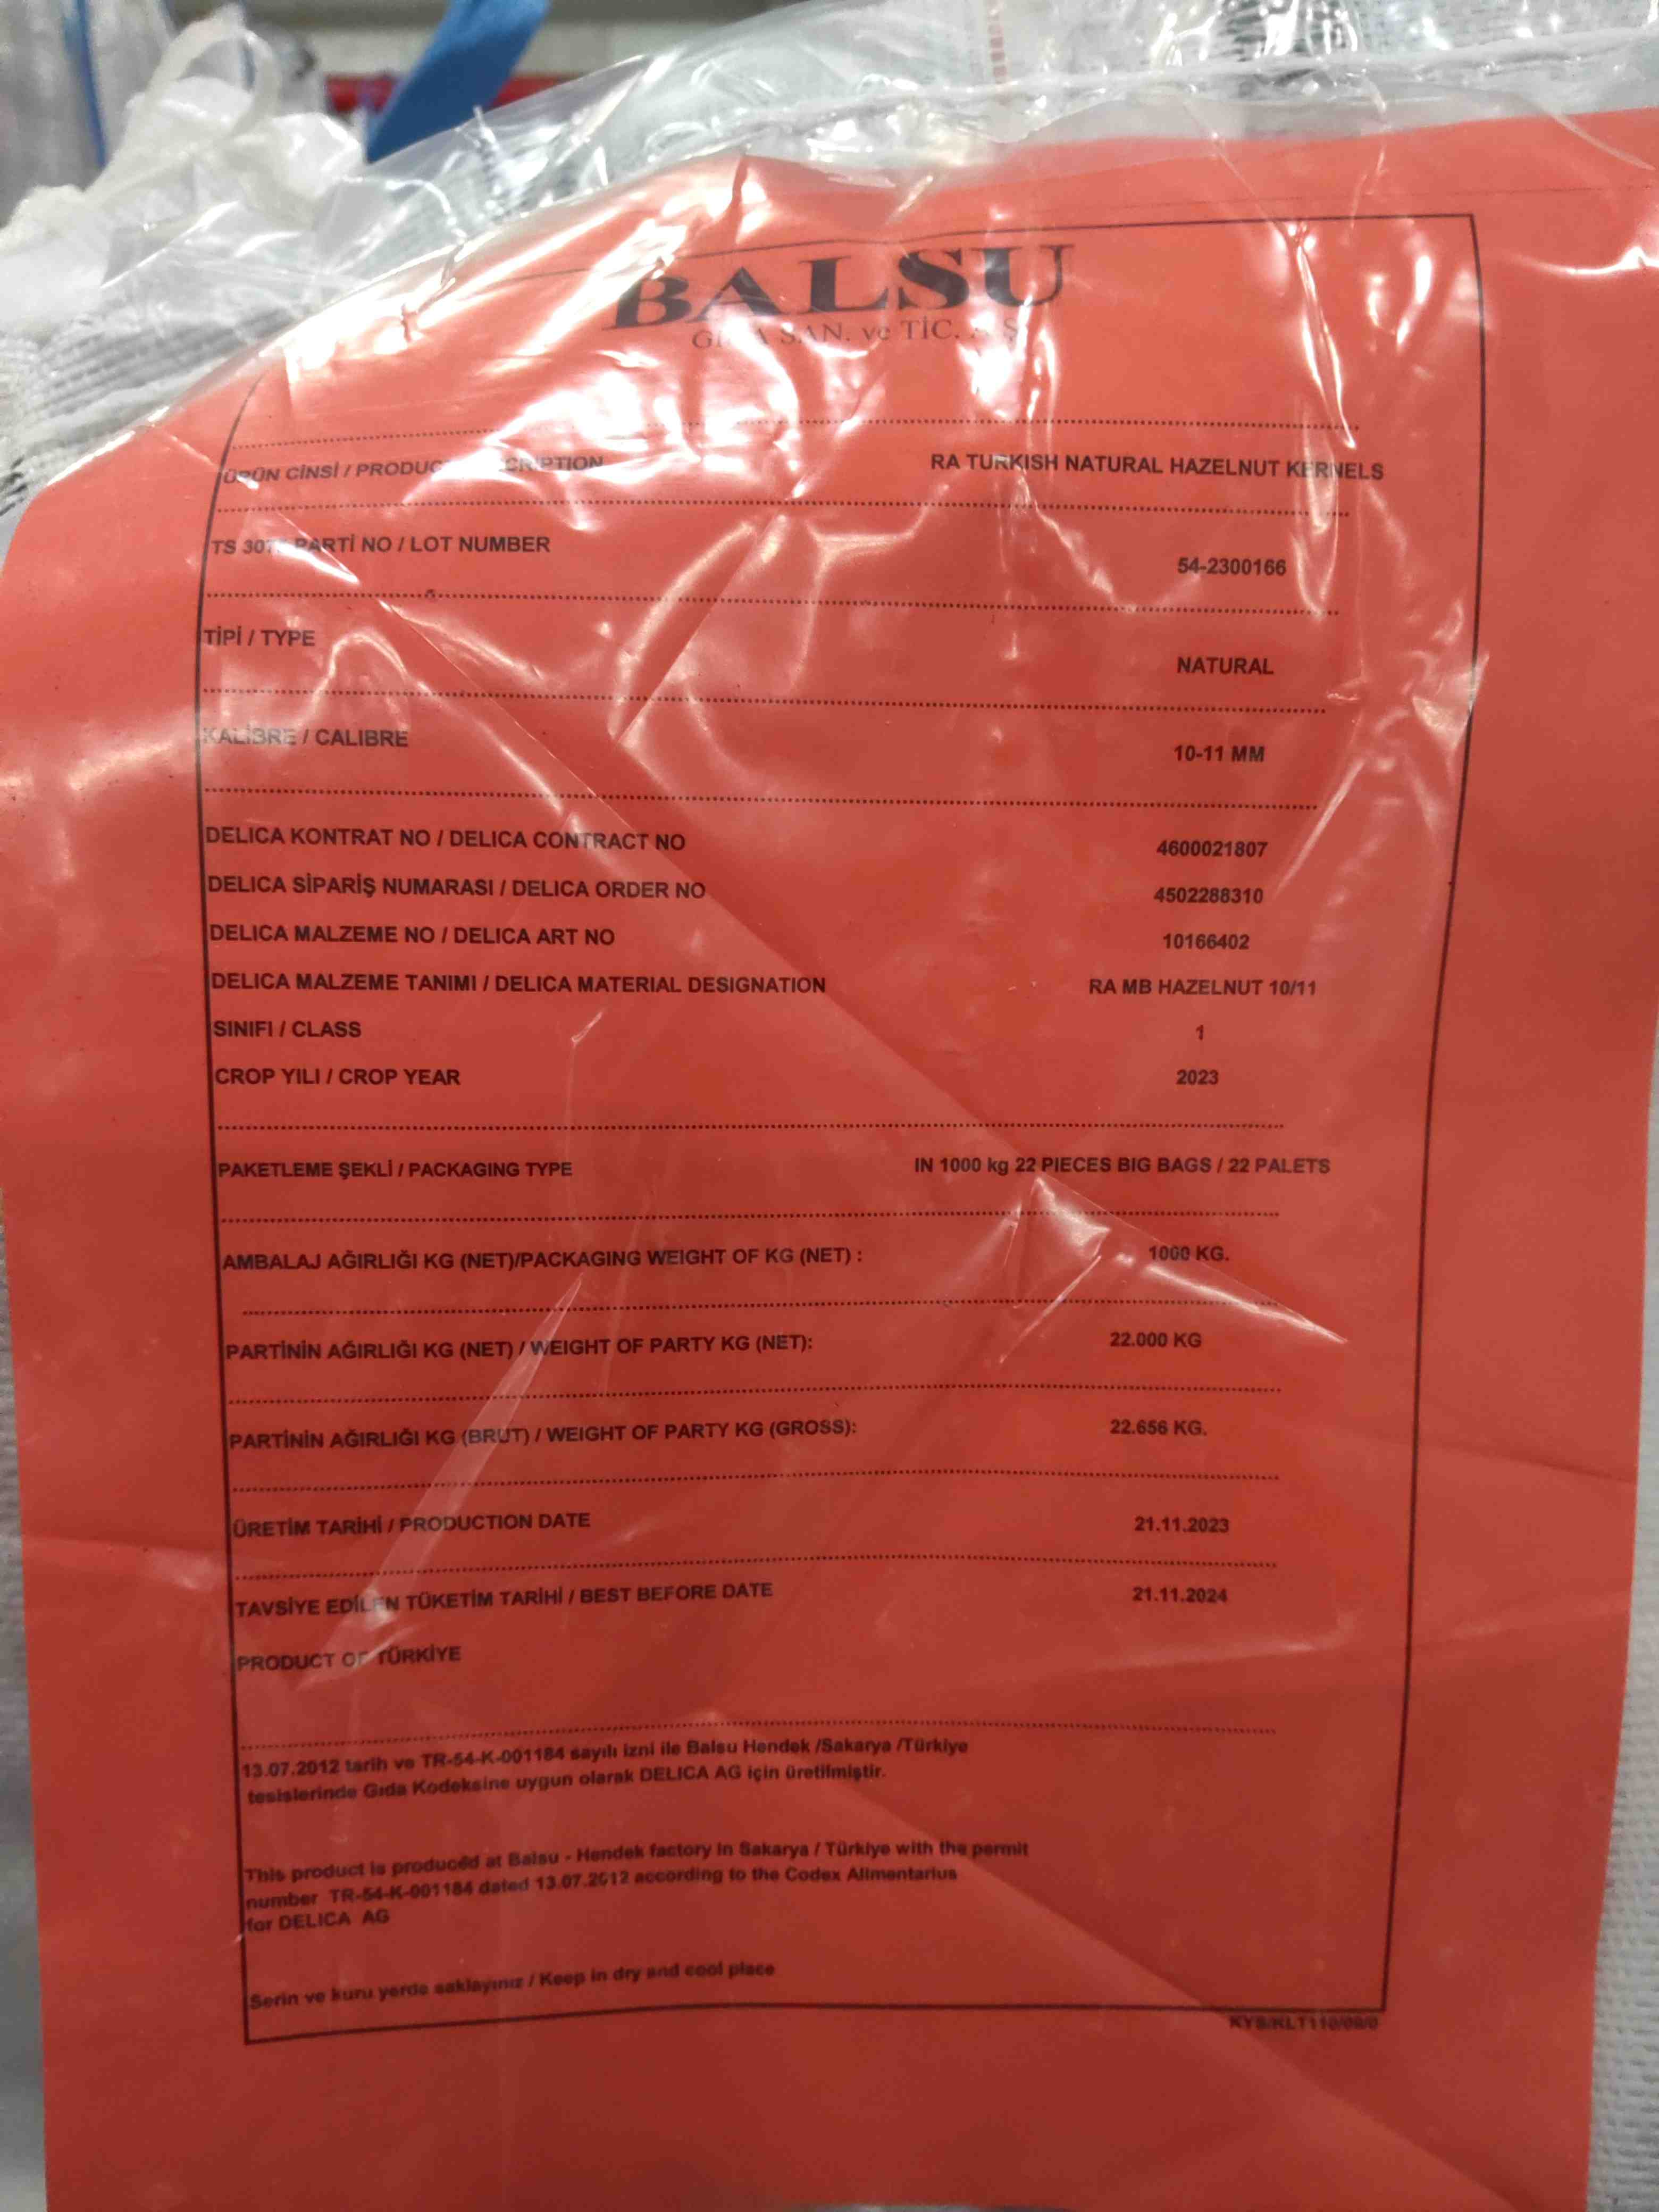 BALSU
SAN. ve TİC.
ÜRÜN CİNSİ / RA TURKISH NATURAL HAZELNUT KERNELS
TS PARTİ NO / LOT NUMBER 54-2300166
TİPİ / TYPE NATURAL
KALİBRE / CALIBRE 10-11 MM
DELICA KONTRAT NO / DELICA CONTRACT NO 4600021807
DELICA SİPARİŞ NUMARASI / DELICA ORDER NO 4502288310
DELICA MALZEME NO / DELICA ART NO 10166402
DELICA MALZEME TANIMI / DELICA MATERIAL DESIGNATION RA MB HAZELNUT 10/11
SINIFI / CLASS 1
CROP YILI / CROP YEAR 2023
PAKETLEME ŞEKLİ / PACKAGING TYPE IN 1000 kg 22 PIECES BIG BAGS / 22 PALETS
AMBALAJ AĞIRLIĞI KG (NET)/PACKAGING WEIGHT OF KG (NET) : 1000 KG.
PARTİNİN AĞIRLIĞI KG (NET) / WEIGHT OF PARTY KG (NET): 22.000 KG
PARTİNİN AĞIRLIĞI KG (BRUT) / WEIGHT OF PARTY KG (GROSS): 22.656 KG.
ÜRETİM TARİHİ / PRODUCTION DATE 21.11.2023
TAVSİYE EDİLEN TÜKETİM TARİHİ / BEST BEFORE DATE 21.11.2024
PRODUCT OF TÜRKİYE
13.07.2012 tarih ve TR-54-K-001184 sayılı izni ile Balsu Hendek /Sakarya /Türkiye
tesislerinde Gıda Kodeksine uygun olarak DELICA AG için üretilmiştir.
This product is produced at Balsu - Hendek factory in Sakarya / Türkiye with the permit
number TR-54-K-001184 dated 13.07.2012 according to the Codex Alimentarius
for DELICA AG
Serin ve kuru yerde saklayınız / Keep in dry and cool place